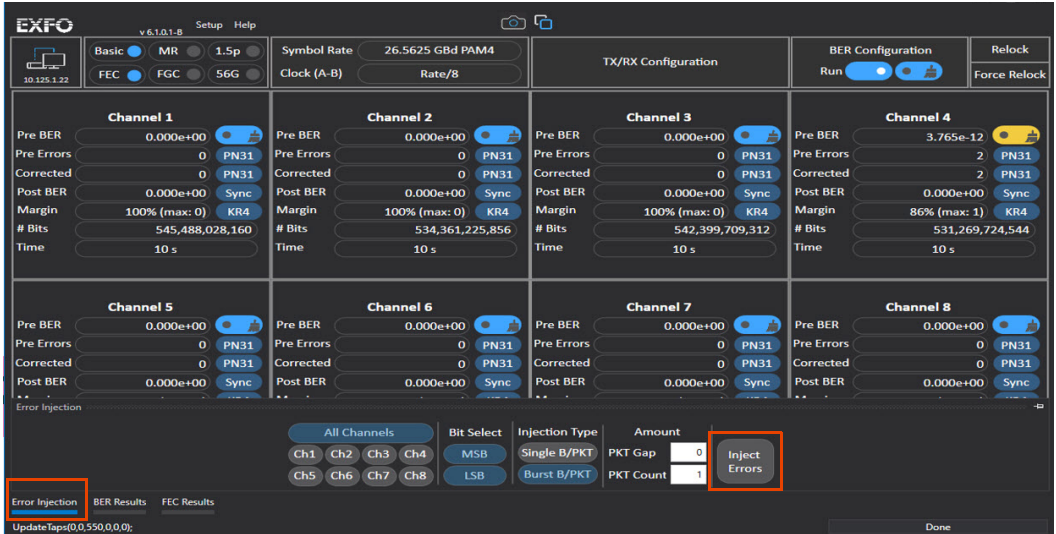 EXFO
v 6.1.0.1-B
Setup Help
10.125.1.22
Basic MR 1.5p
FEC FGC 56G
Symbol Rate 26.5625 GBd PAM4
Clock (A-B) Rate/8
TX/RX Configuration
BER Configuration
Run
Relock
Force Relock
Channel 1
Pre BER 0.000e+00
Pre Errors 0 PN31
Corrected 0 PN31
Post BER 0.000e+00 Sync
Margin 100% (max: 0) KR4
# Bits 545,488,028,160
Time 10 s
Channel 2
Pre BER 0.000e+00
Pre Errors 0 PN31
Corrected 0 PN31
Post BER 0.000e+00 Sync
Margin 100% (max: 0) KR4
# Bits 534,361,225,856
Time 10 s
Channel 3
Pre BER 0.000e+00
Pre Errors 0 PN31
Corrected 0 PN31
Post BER 0.000e+00 Sync
Margin 100% (max: 0) KR4
# Bits 542,399,709,312
Time 10 s
Channel 4
Pre BER 3.765e-12
Pre Errors 2 PN31
Corrected 2 PN31
Post BER 0.000e+00 Sync
Margin 86% (max: 1) KR4
# Bits 531,269,724,544
Time 10 s
Channel 5
Pre BER 0.000e+00
Pre Errors 0 PN31
Corrected 0 PN31
Post BER 0.000e+00 Sync
Channel 6
Pre BER 0.000e+00
Pre Errors 0 PN31
Corrected 0 PN31
Post BER 0.000e+00 Sync
Channel 7
Pre BER 0.000e+00
Pre Errors 0 PN31
Corrected 0 PN31
Post BER 0.000e+00 Sync
Channel 8
Pre BER 0.000e+00
Pre Errors 0 PN31
Corrected 0 PN31
Post BER 0.000e+00 Sync
Error Injection
All Channels
Ch1 Ch2 Ch3 Ch4
Ch5 Ch6 Ch7 Ch8
Bit Select
MSB
LSB
Injection Type
Single B/PKT
Burst B/PKT
Amount
PKT Gap 0
PKT Count 1
Inject
Errors
Error Injection BER Results FEC Results
UpdateTaps(0,0,550,0,0,0);
Done